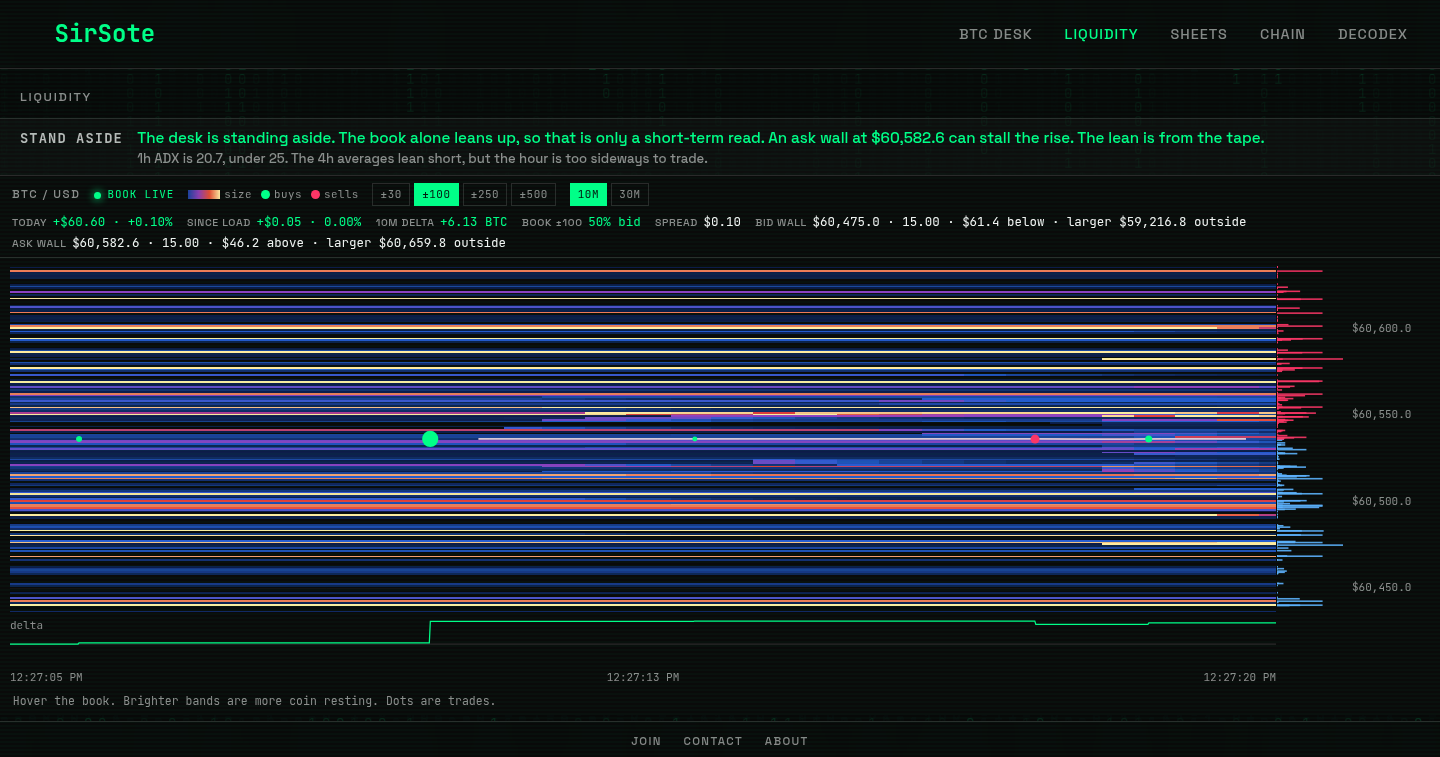 SirSote
BTC DESK LIQUIDITY SHEETS CHAIN DECODEX
LIQUIDITY
STAND ASIDE The desk is standing aside. The book alone leans up, so that is only a short-term read. An ask wall at $60,582.6 can stall the rise. The lean is from the tape.
1h ADX is 20.7, under 25. The 4h averages lean short, but the hour is too sideways to trade.
BTC / USD BOOK LIVE size buys sells ±30 ±100 ±250 ±500 10M 30M
TODAY +$60.60 · +0.10% SINCE LOAD +$0.05 · 0.00% 10M DELTA +6.13 BTC BOOK ±100 50% bid SPREAD $0.10 BID WALL $60,475.0 · 15.00 · $61.4 below · larger $59,216.8 outside
ASK WALL $60,582.6 · 15.00 · $46.2 above · larger $60,659.8 outside
$60,600.0
$60,550.0
$60,500.0
$60,450.0
delta
12:27:05 PM 12:27:13 PM 12:27:20 PM
Hover the book. Brighter bands are more coin resting. Dots are trades.
JOIN CONTACT ABOUT